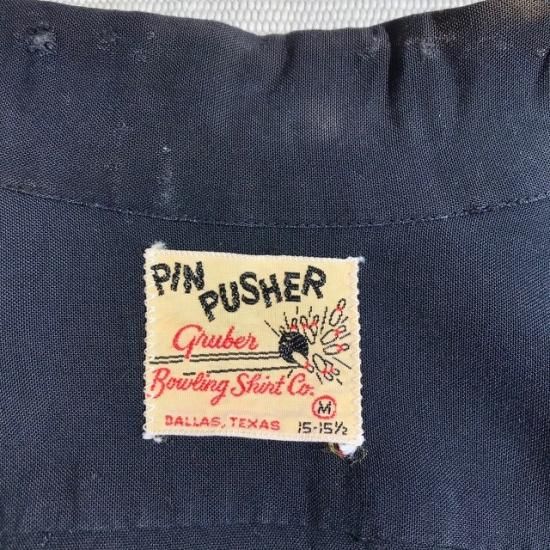 PIN PUSHER
Gruber
Bowling Shirt Co.
M
DALLAS, TEXAS 15-15½